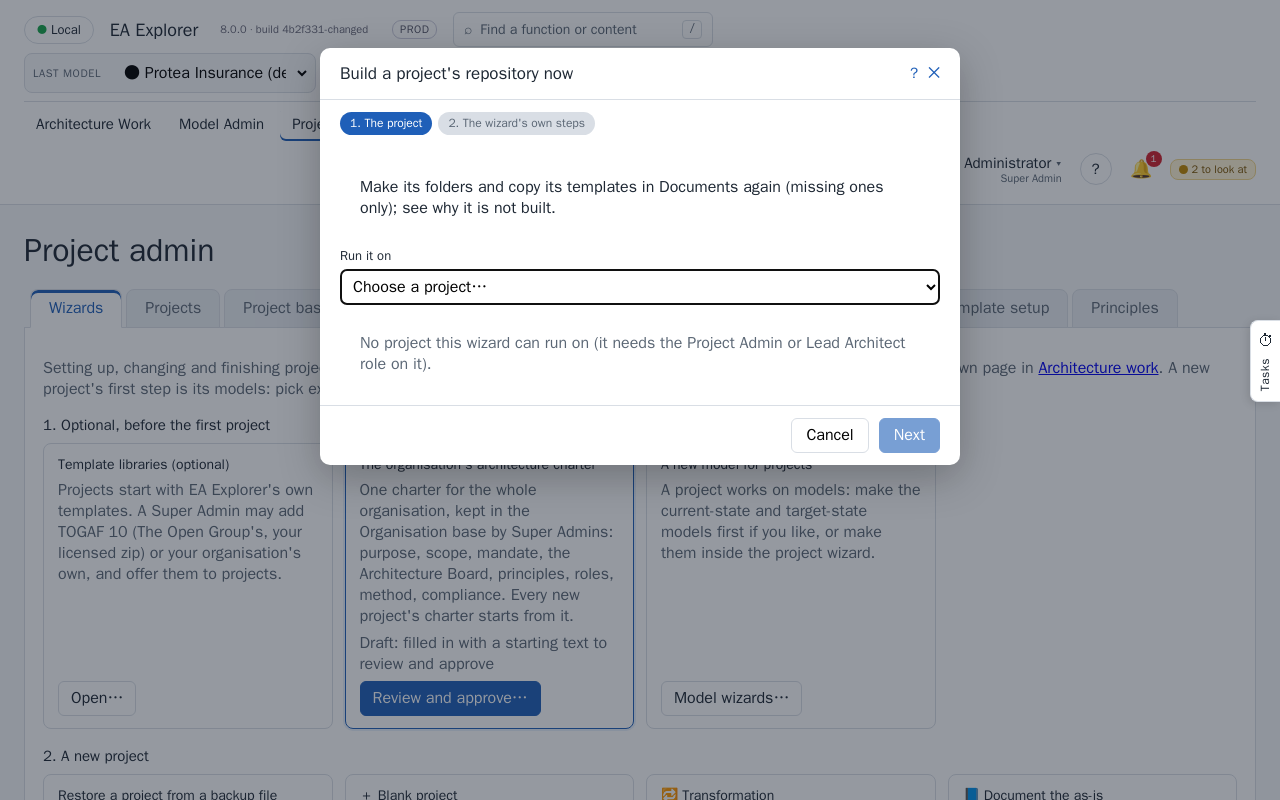 Local
EA Explorer
8.0.0 · build 4b2f331-changed
PROD
Find a function or content
/
LAST MODEL
Protea Insurance (de
Architecture Work
Model Admin
Administrator
Super Admin
?
1
2 to look at
Project admin
Wizards
Projects
mplate setup
Principles
Setting up, changing and finishing
wn page in Architecture work. A new
project's first step is its models: pick
1. Optional, before the first project
Template libraries (optional)
Projects start with EA Explorer's own
templates. A Super Admin may add
TOGAF 10 (The Open Group's, your
licensed zip) or your organisation's
own, and offer them to projects.
Open…
The organisation's architecture charter
One charter for the whole
organisation, kept in the
Organisation base by Super Admins:
purpose, scope, mandate, the
Architecture Board, principles, roles,
method, compliance. Every new
project's charter starts from it.
Draft: filled in with a starting text to
review and approve
Review and approve…
A new model for projects
A project works on models: make the
current-state and target-state
models first if you like, or make
them inside the project wizard.
Model wizards…
2. A new project
Restore a project from a backup file
+ Blank project
Transformation
Document the as-is
Tasks
Build a project's repository now
?
1. The project
2. The wizard's own steps
Make its folders and copy its templates in Documents again (missing ones
only); see why it is not built.
Run it on
Choose a project…
No project this wizard can run on (it needs the Project Admin or Lead Architect
role on it).
Cancel
Next